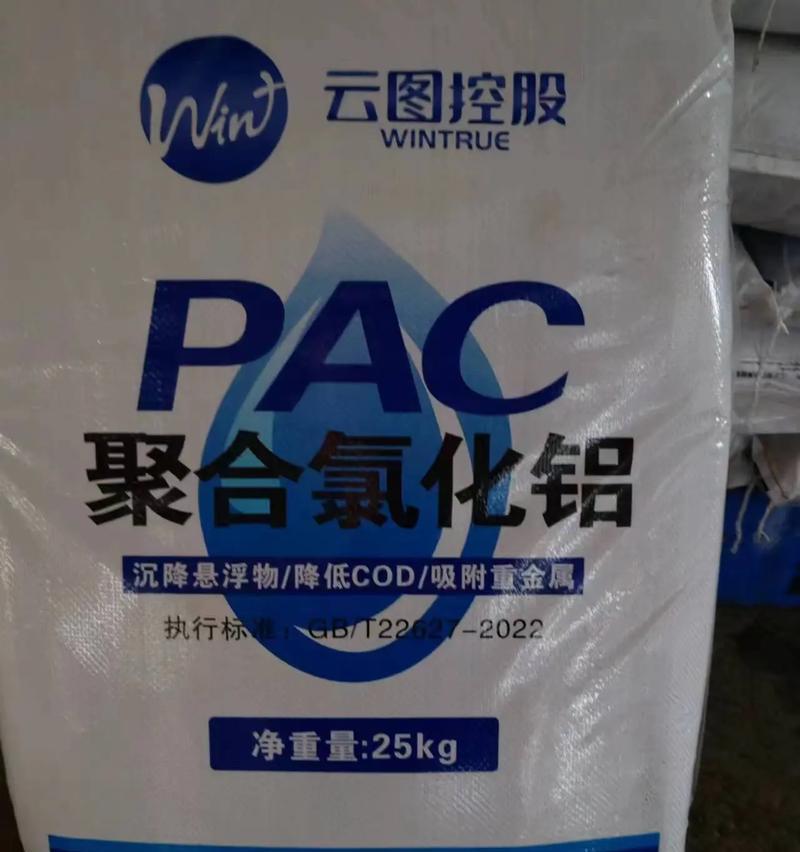 Win+
云图控股
WINTRUE
PAC
聚合氯化铝
沉降悬浮物/降低COD/吸附重金属
执行标准：GB/T22627-2022
净重量:25kg